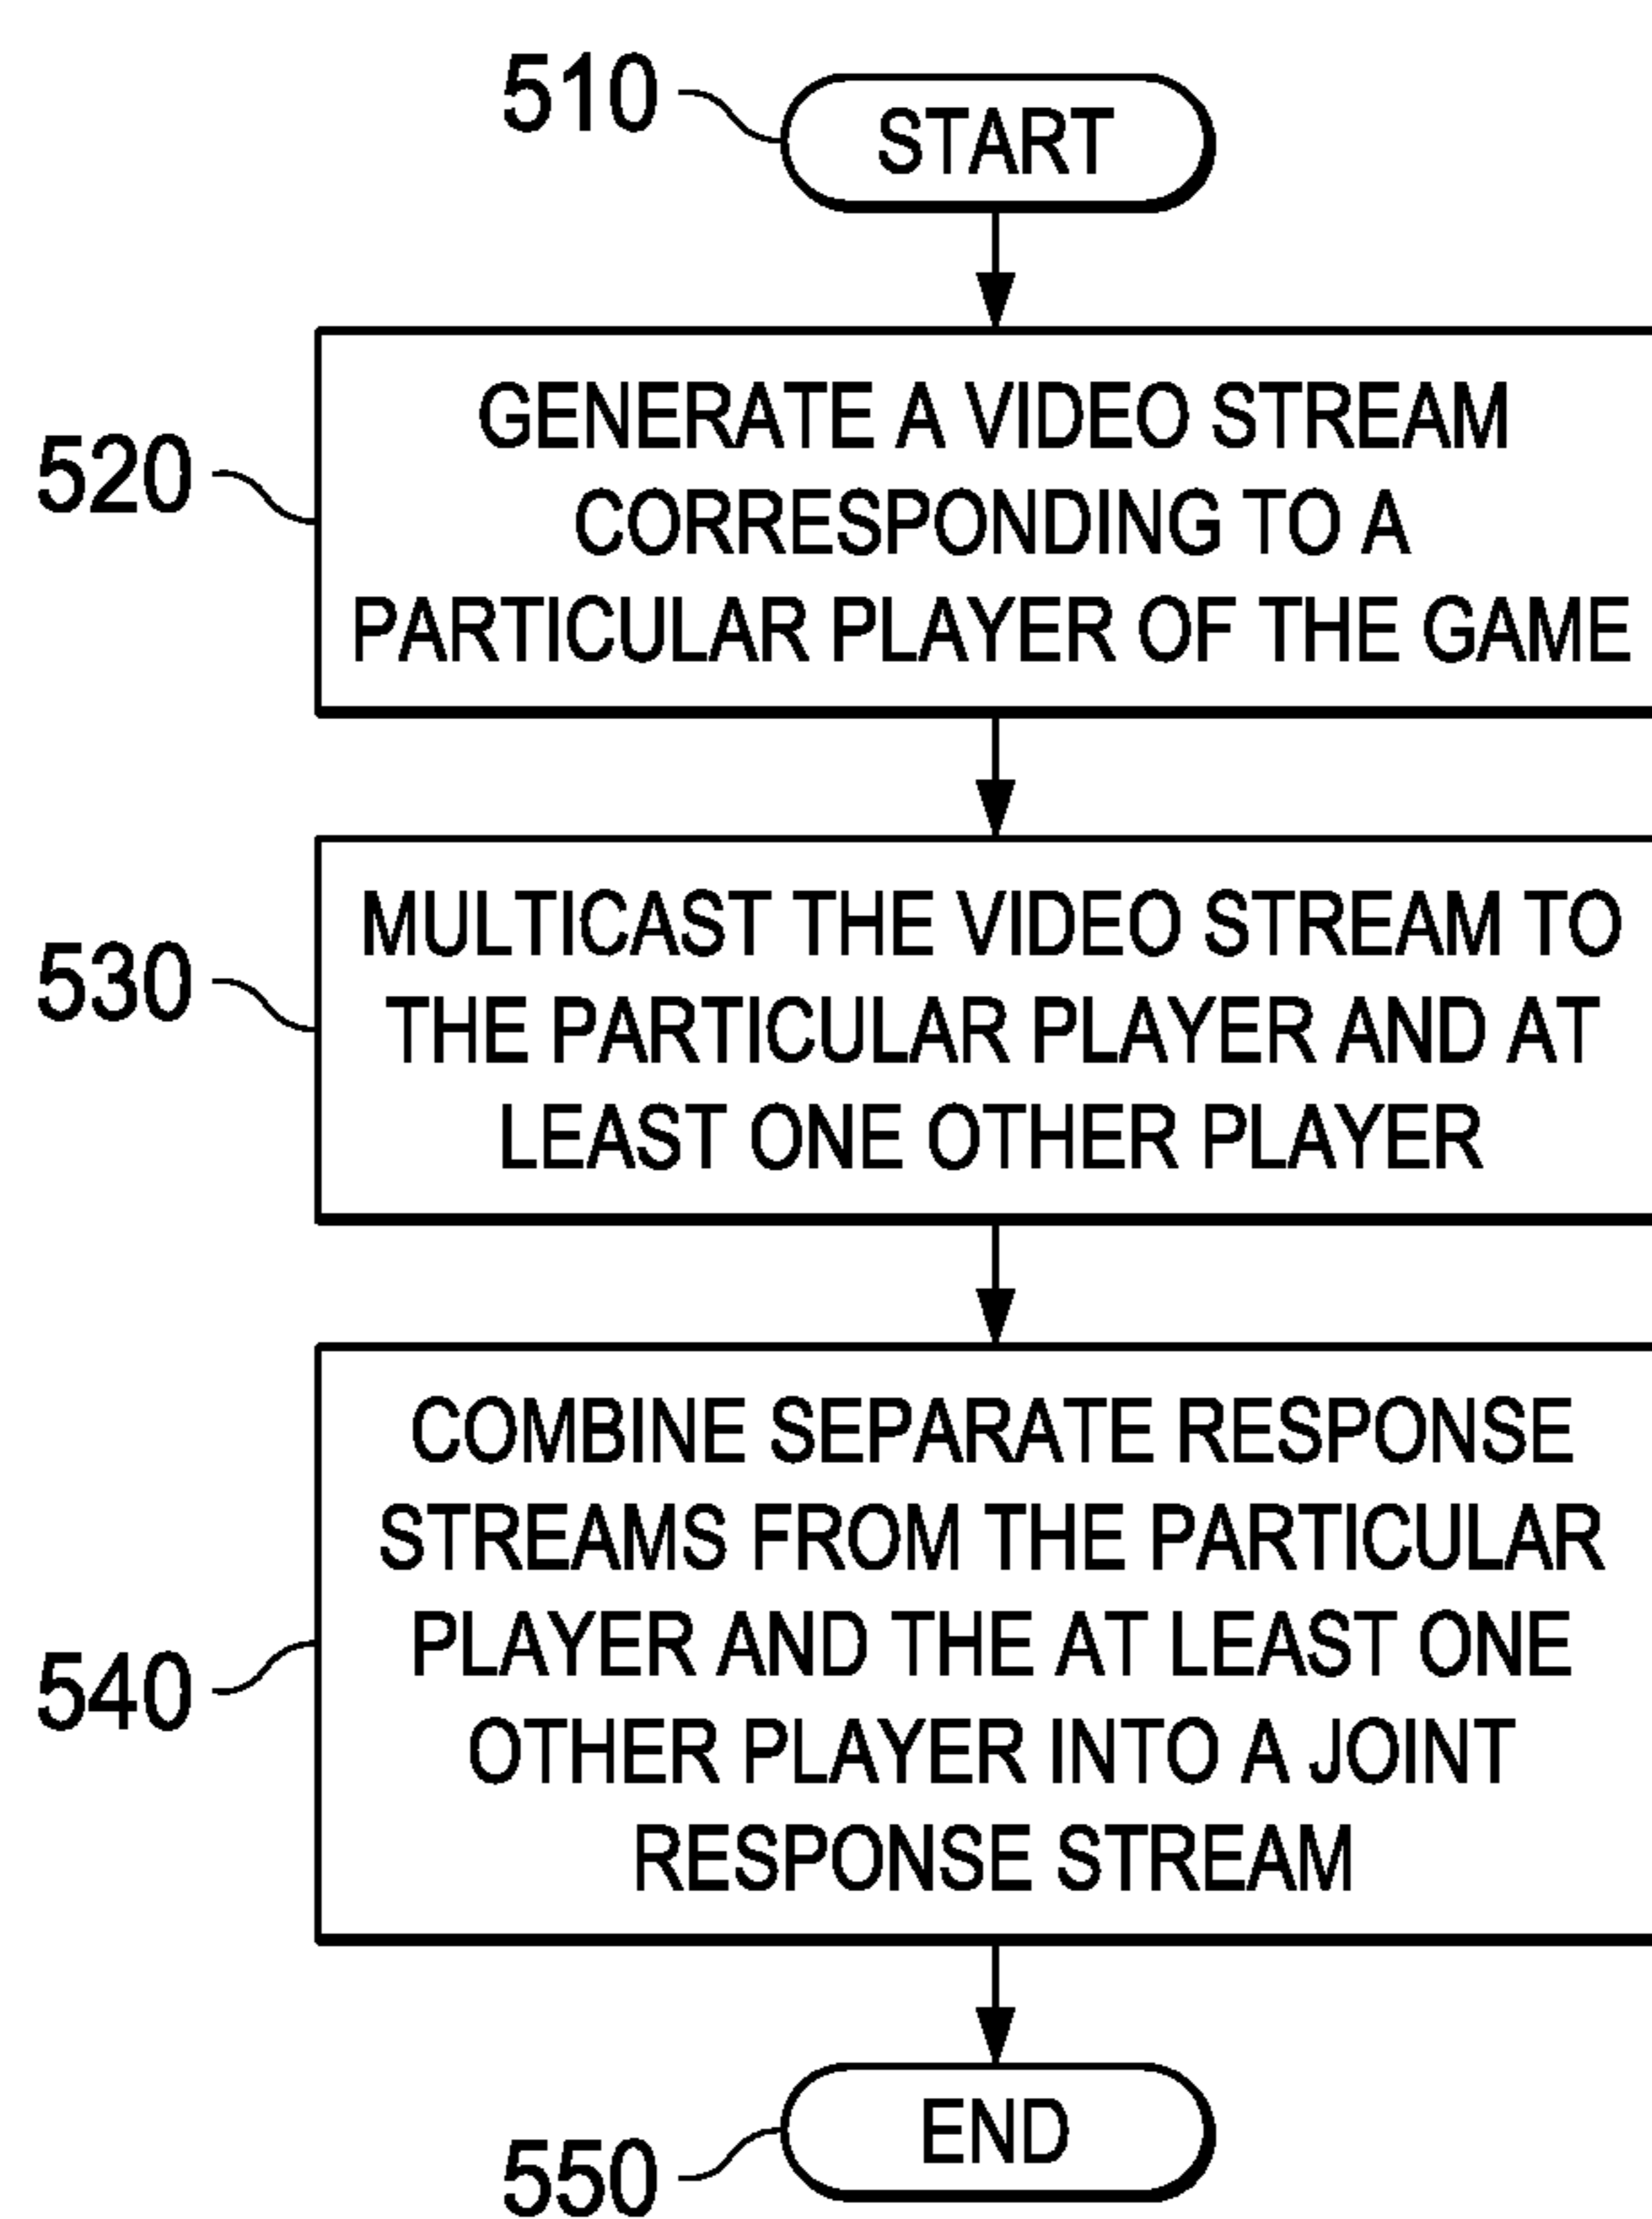 510
START
520
GENERATE A VIDEO STREAM
CORRESPONDING TO A
PARTICULAR PLAYER OF THE GAME
530
MULTICAST THE VIDEO STREAM TO
THE PARTICULAR PLAYER AND AT
LEAST ONE OTHER PLAYER
540
COMBINE SEPARATE RESPONSE
STREAMS FROM THE PARTICULAR
PLAYER AND THE AT LEAST ONE
OTHER PLAYER INTO A JOINT
RESPONSE STREAM
550
END